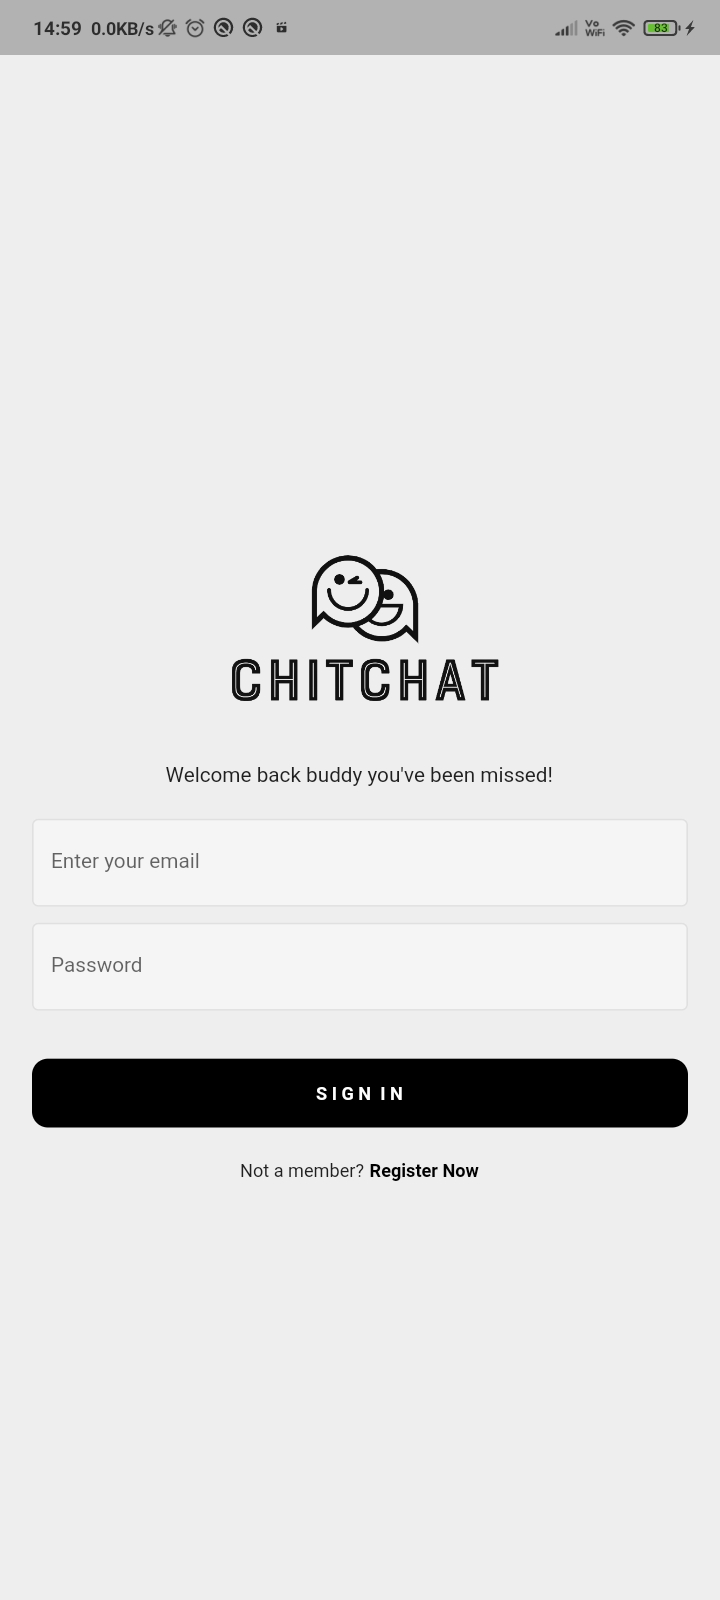 14:59 0.0KB/s
Vo
WiFi
83
CHITCHAT
Welcome back buddy you've been missed!
Enter your email
Password
SIGN IN
Not a member? Register Now